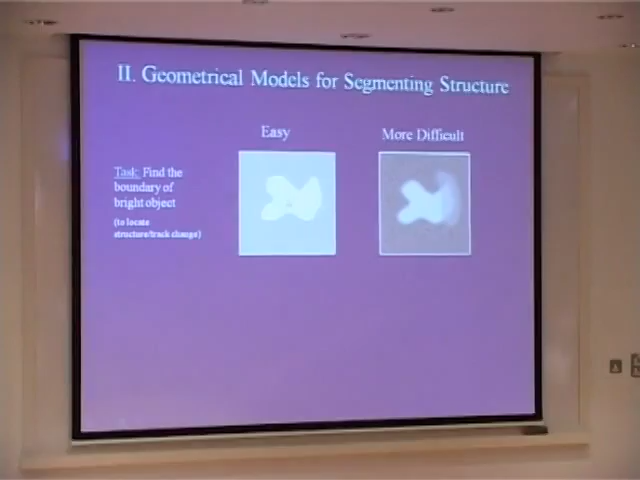 II. Geometrical Models for Segmenting Structure
Easy
More Difficult
Task: Find the
boundary of
bright object
(to locate
structure/track change)